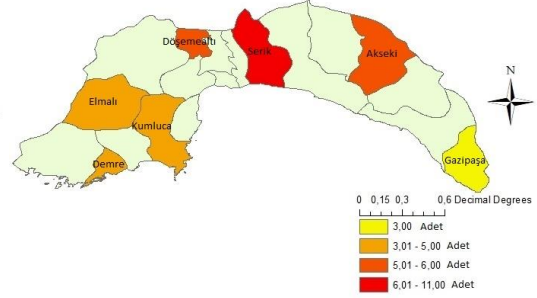 Döşemealtı
Serik
Akseki
N
Elmalı
Kumluca
Demre
Gazipaşa
0 0,15 0,3 0,6 Decimal Degrees
3,00 Adet
3,01 - 5,00 Adet
5,01 - 6,00 Adet
6,01 - 11,00 Adet